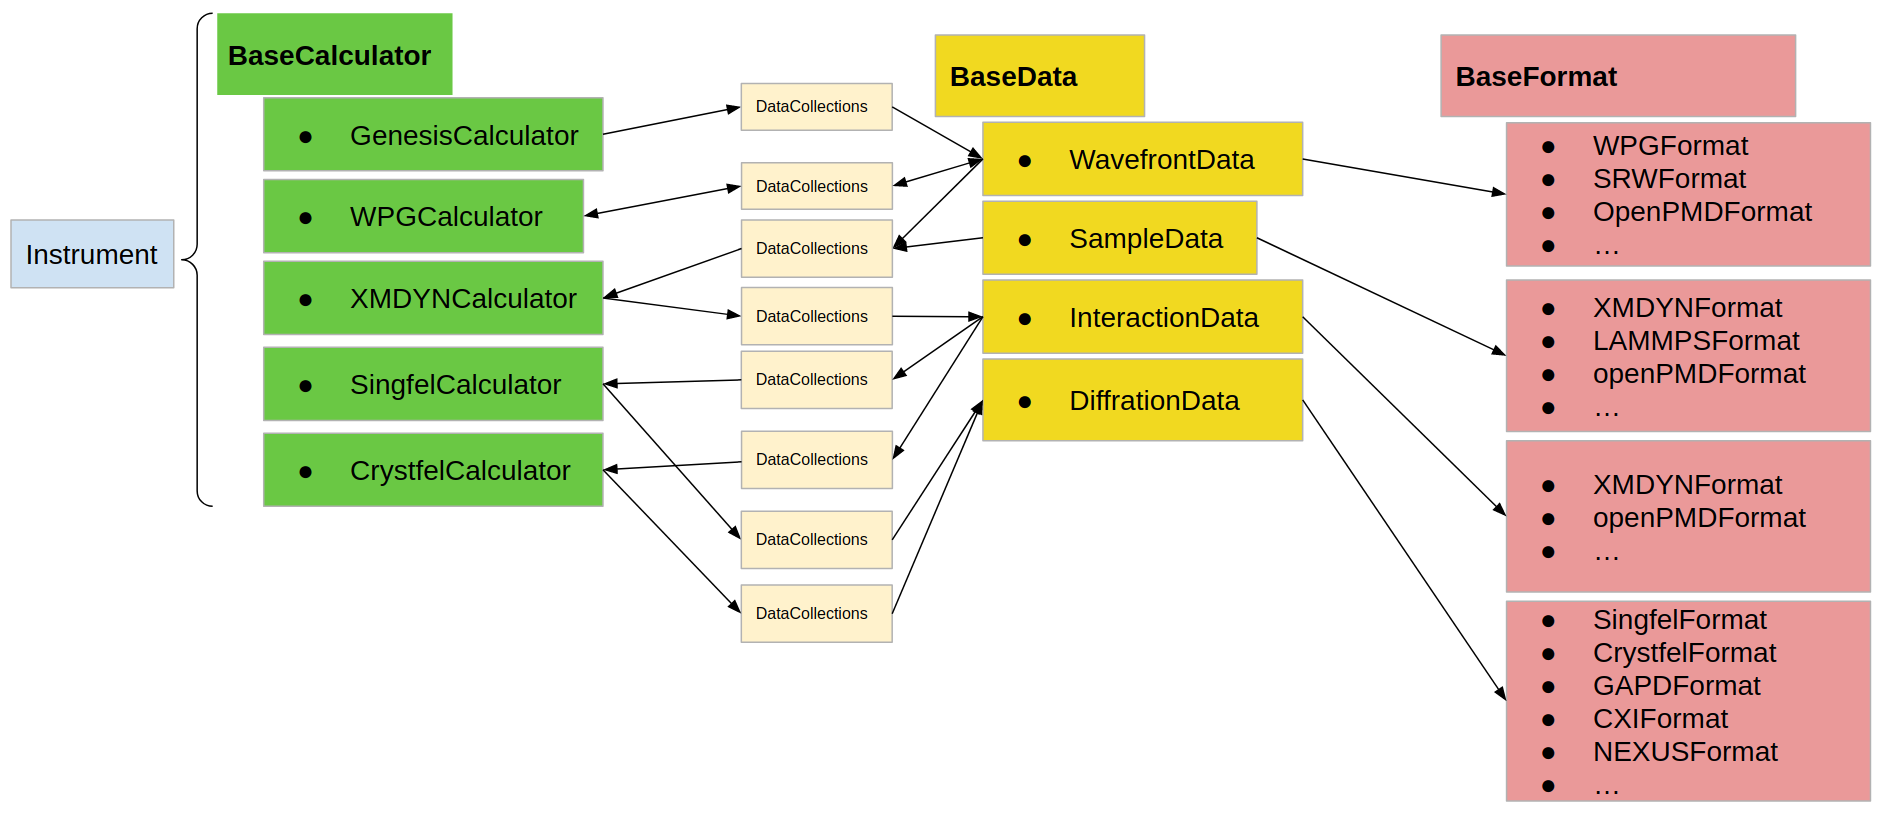 Instrument
BaseCalculator
● GenesisCalculator
● WPGCalculator
● XMDYNCalculator
● SingfelCalculator
● CrystfelCalculator
DataCollections
DataCollections
DataCollections
DataCollections
DataCollections
DataCollections
DataCollections
DataCollections
BaseData
● WavefrontData
● SampleData
● InteractionData
● DiffrationData
BaseFormat
● WPGFormat
● SRWFormat
● OpenPMDFormat
● …
● XMDYNFormat
● LAMMPSFormat
● openPMDFormat
● …
● XMDYNFormat
● openPMDFormat
● …
● SingfelFormat
● CrystfelFormat
● GAPDFormat
● CXIFormat
● NEXUSFormat
● …